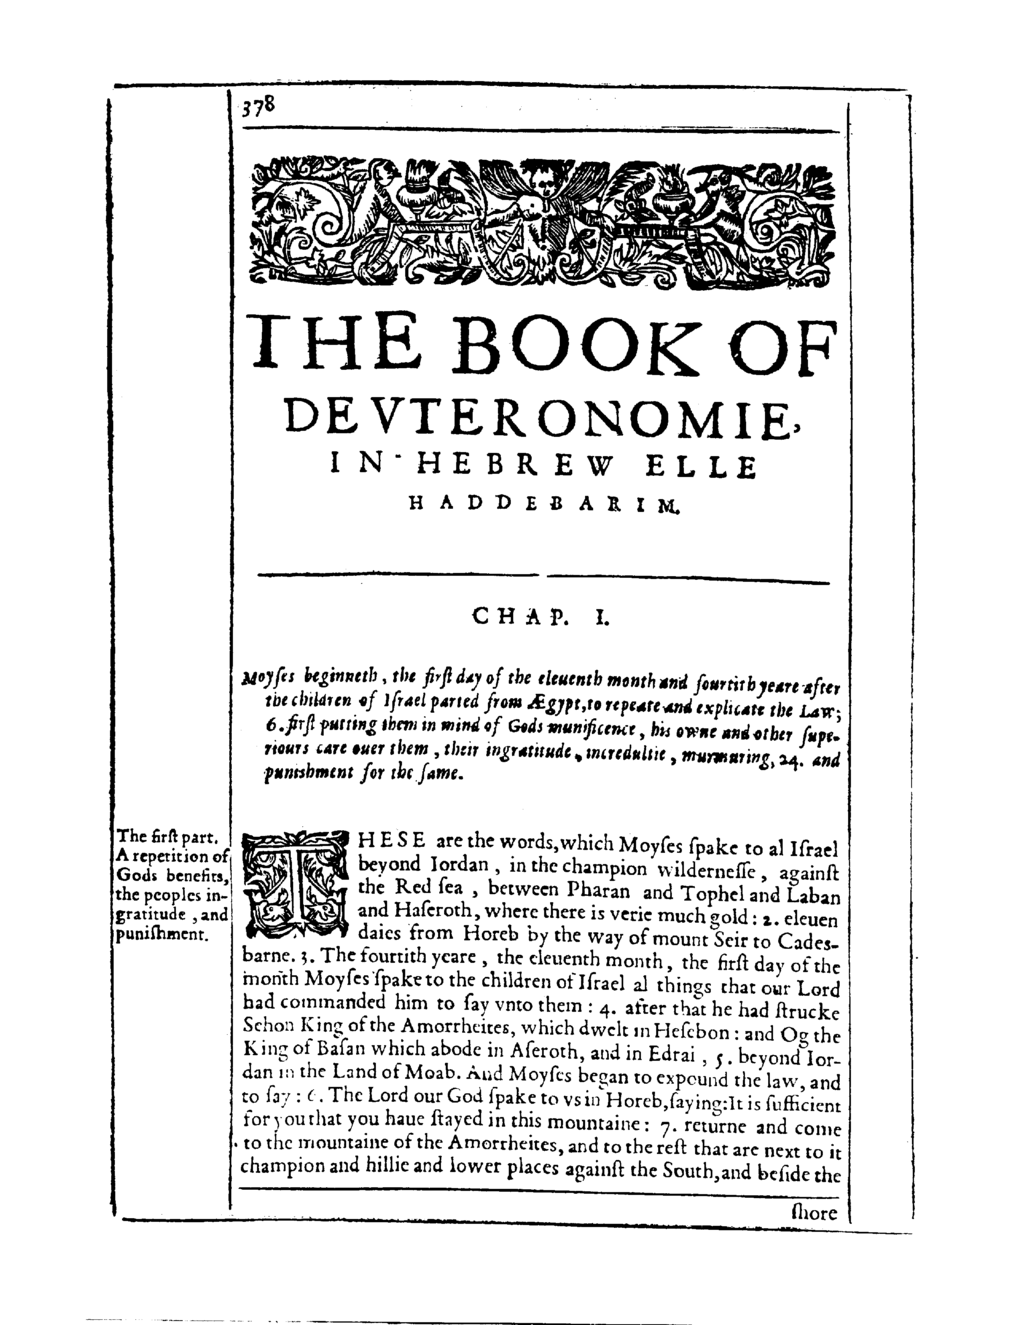 378
THE BOOK OF
DEVTERONOMIE,
IN HEBREW ELLE
HADDEBARIM.
CHAP. I.
Moyſes beginneth, the firſt day of the eleuenth month and fourtith yeare after
the children of Iſrael parted from Ægypt, to repeate and explicate the Law;
6. firſt putting them in mind of Gods munificence, his owne and other ſupe-
riours care ouer them, their ingratitude, incredultie, murmuring, 24. and
punishment for the ſame.
The firſt part.
A repetition of
Gods benefits,
the peoples in-
gratitude, and
puniſhment.
THESE are the words, which Moyſes ſpake to al Iſrael
beyond Iordan, in the champion wilderneſſe, againſt
the Red ſea, between Pharan and Tophel and Laban
and Haſeroth, where there is verie much gold: 2. eleuen
daies from Horeb by the way of mount Seir to Cades-
barne. 3. The fourtith yeare, the eleuenth month, the firſt day of the
month Moyſes ſpake to the children of Iſrael al things that our Lord
had commanded him to ſay vnto them: 4. after that he had ſtrucke
Sehon King of the Amorrheites, which dwelt in Heſebon: and Og the
King of Baſan which abode in Aſeroth, and in Edrai, 5. beyond Ior-
dan in the Land of Moab. And Moyſes began to expound the law, and
to ſay: 6. The Lord our God ſpake to vs in Horeb, ſaying: It is ſufficient
for you that you haue ſtayed in this mountaine: 7. returne and come
to the mountaine of the Amorrheites, and to the reſt that are next to it
champion and hillie and lower places againſt the South, and beſide the
ſhore